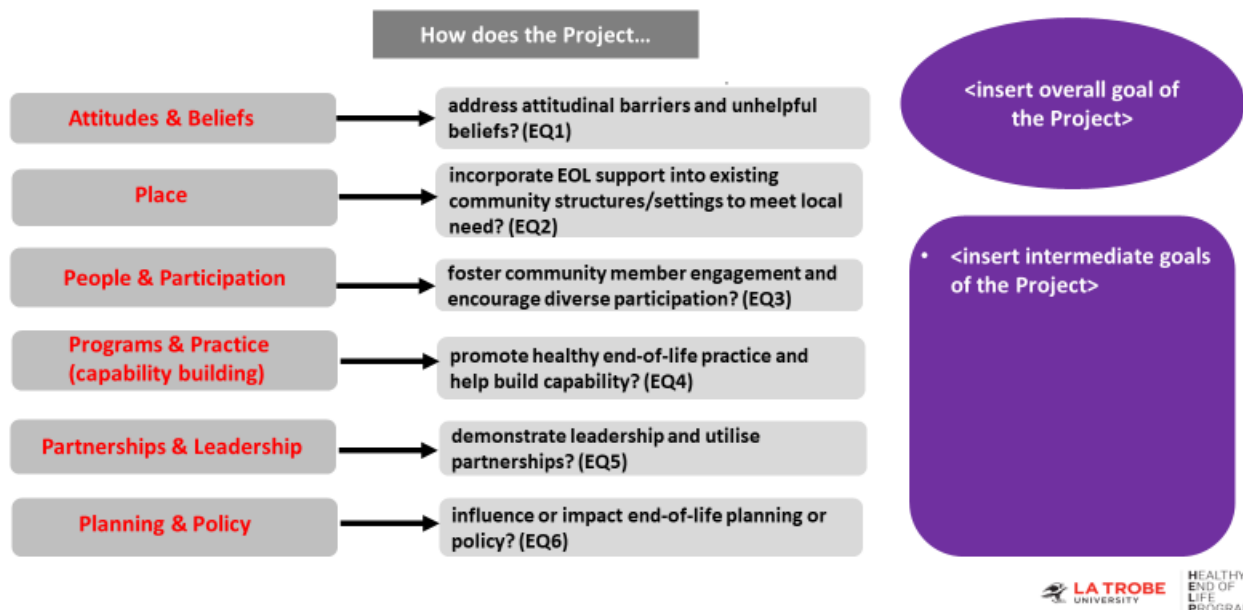 How does the Project...
Attitudes & Beliefs
address attitudinal barriers and unhelpful
beliefs? (EQ1)
Place
incorporate EOL support into existing
community structures/settings to meet local
need? (EQ2)
People & Participation
foster community member engagement and
encourage diverse participation? (EQ3)
Programs & Practice
(capability building)
promote healthy end-of-life practice and
help build capability? (EQ4)
Partnerships & Leadership
demonstrate leadership and utilise
partnerships? (EQ5)
Planning & Policy
influence or impact end-of-life planning or
policy? (EQ6)
<insert overall goal of
the Project>
• <insert intermediate goals
of the Project>
LA TROBE
UNIVERSITY
HEALTHY
END OF
LIFE